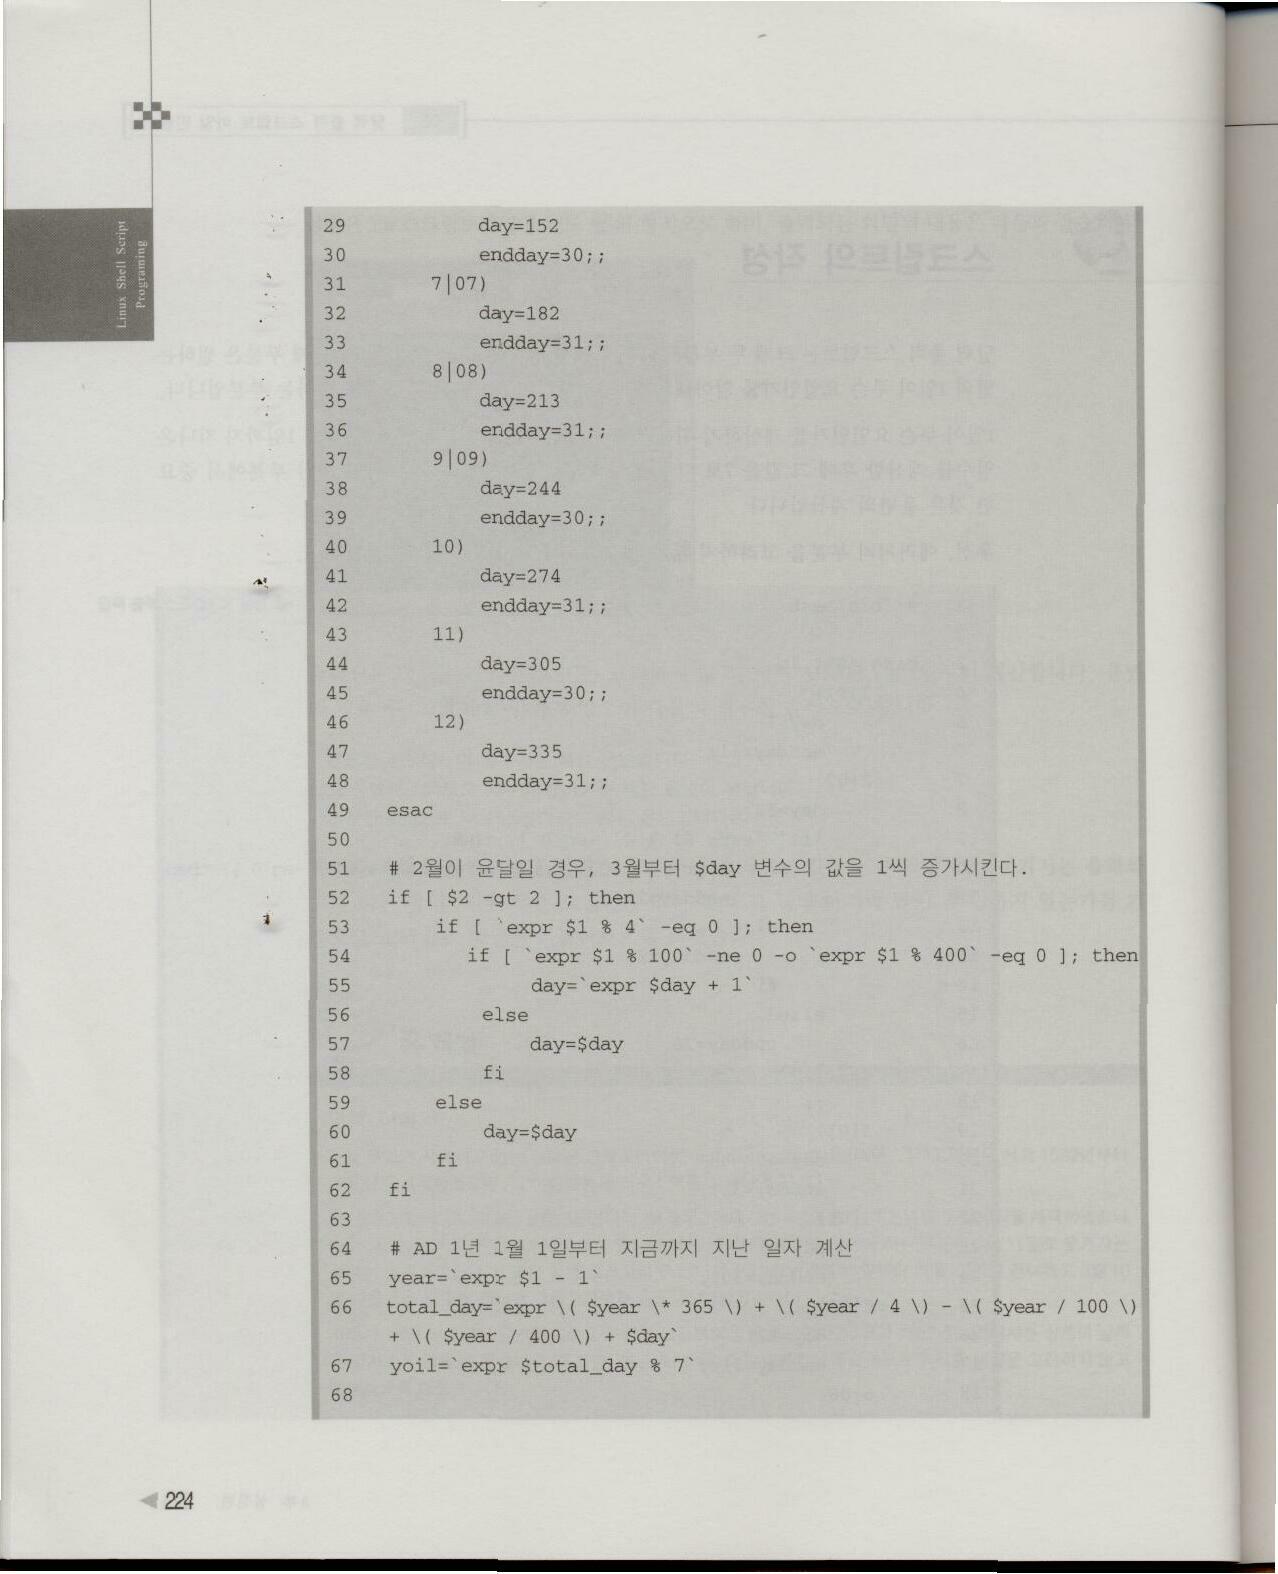 Linux Shell Script
Programing
29 day=152
30 endday=30;;
31 7|07)
32 day=182
33 endday=31;;
34 8|08)
35 day=213
36 endday=31;;
37 9|09)
38 day=244
39 endday=30;;
40 10)
41 day=274
42 endday=31;;
43 11)
44 day=305
45 endday=30;;
46 12)
47 day=335
48 endday=31;;
49 esac
50
51 # 2월이 윤달일 경우, 3월부터 $day 변수의 값을 1씩 증가시킨다.
52 if [ $2 -gt 2 ]; then
53 if [ `expr $1 % 4` -eq 0 ]; then
54 if [ `expr $1 % 100` -ne 0 -o `expr $1 % 400` -eq 0 ]; then
55 day=`expr $day + 1`
56 else
57 day=$day
58 fi
59 else
60 day=$day
61 fi
62 fi
63
64 # AD 1년 1월 1일부터 지금까지 지난 일자 계산
65 year=`expr $1 - 1`
66 total_day=`expr \( $year \* 365 \) + \( $year / 4 \) - \( $year / 100 \)
+ \( $year / 400 \) + $day`
67 yoil=`expr $total_day % 7`
68
224